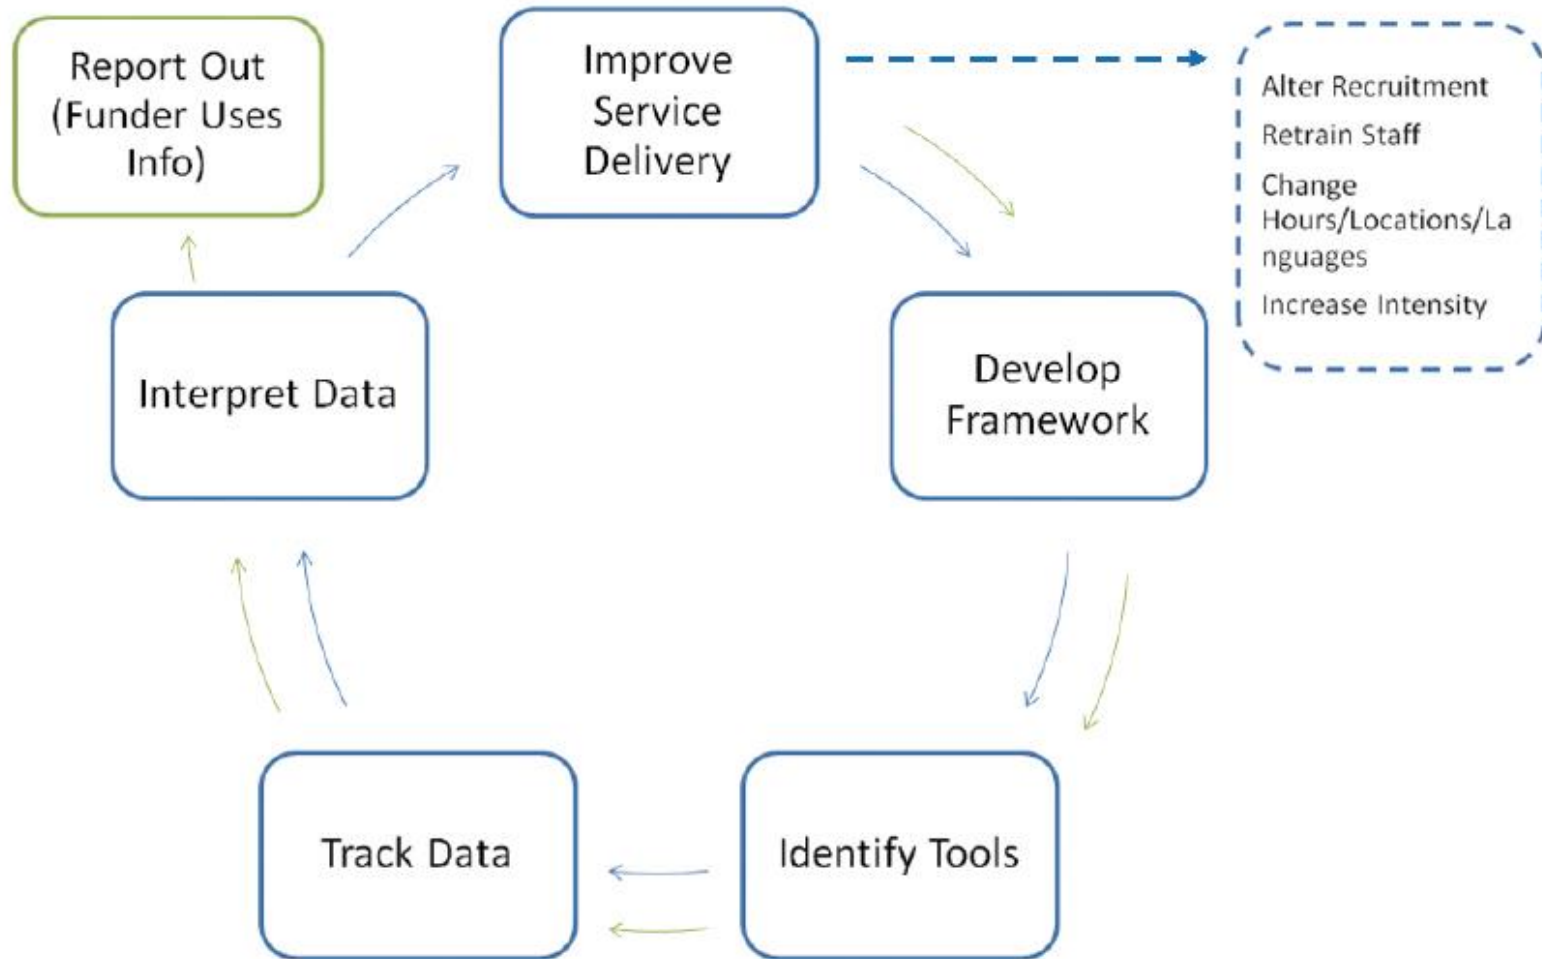 Report Out
(Funder Uses
Info)
Improve
Service
Delivery
Alter Recruitment
Retrain Staff
Change
Hours/Locations/La
nguages
Increase Intensity
Interpret Data
Develop
Framework
Track Data
Identify Tools